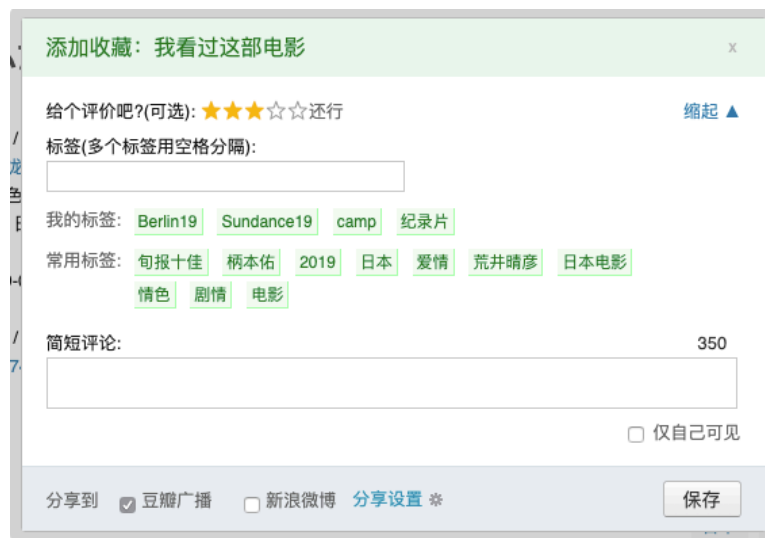 添加收藏：我看过这部电影 x
给个评价吧?(可选): ★★★☆☆还行 缩起 ▲
标签(多个标签用空格分隔):
我的标签: Berlin19 Sundance19 camp 纪录片
常用标签: 旬报十佳 柄本佑 2019 日本 爱情 荒井晴彦 日本电影
情色 剧情 电影
简短评论: 350
仅自己可见
分享到 豆瓣广播 新浪微博 分享设置
保存